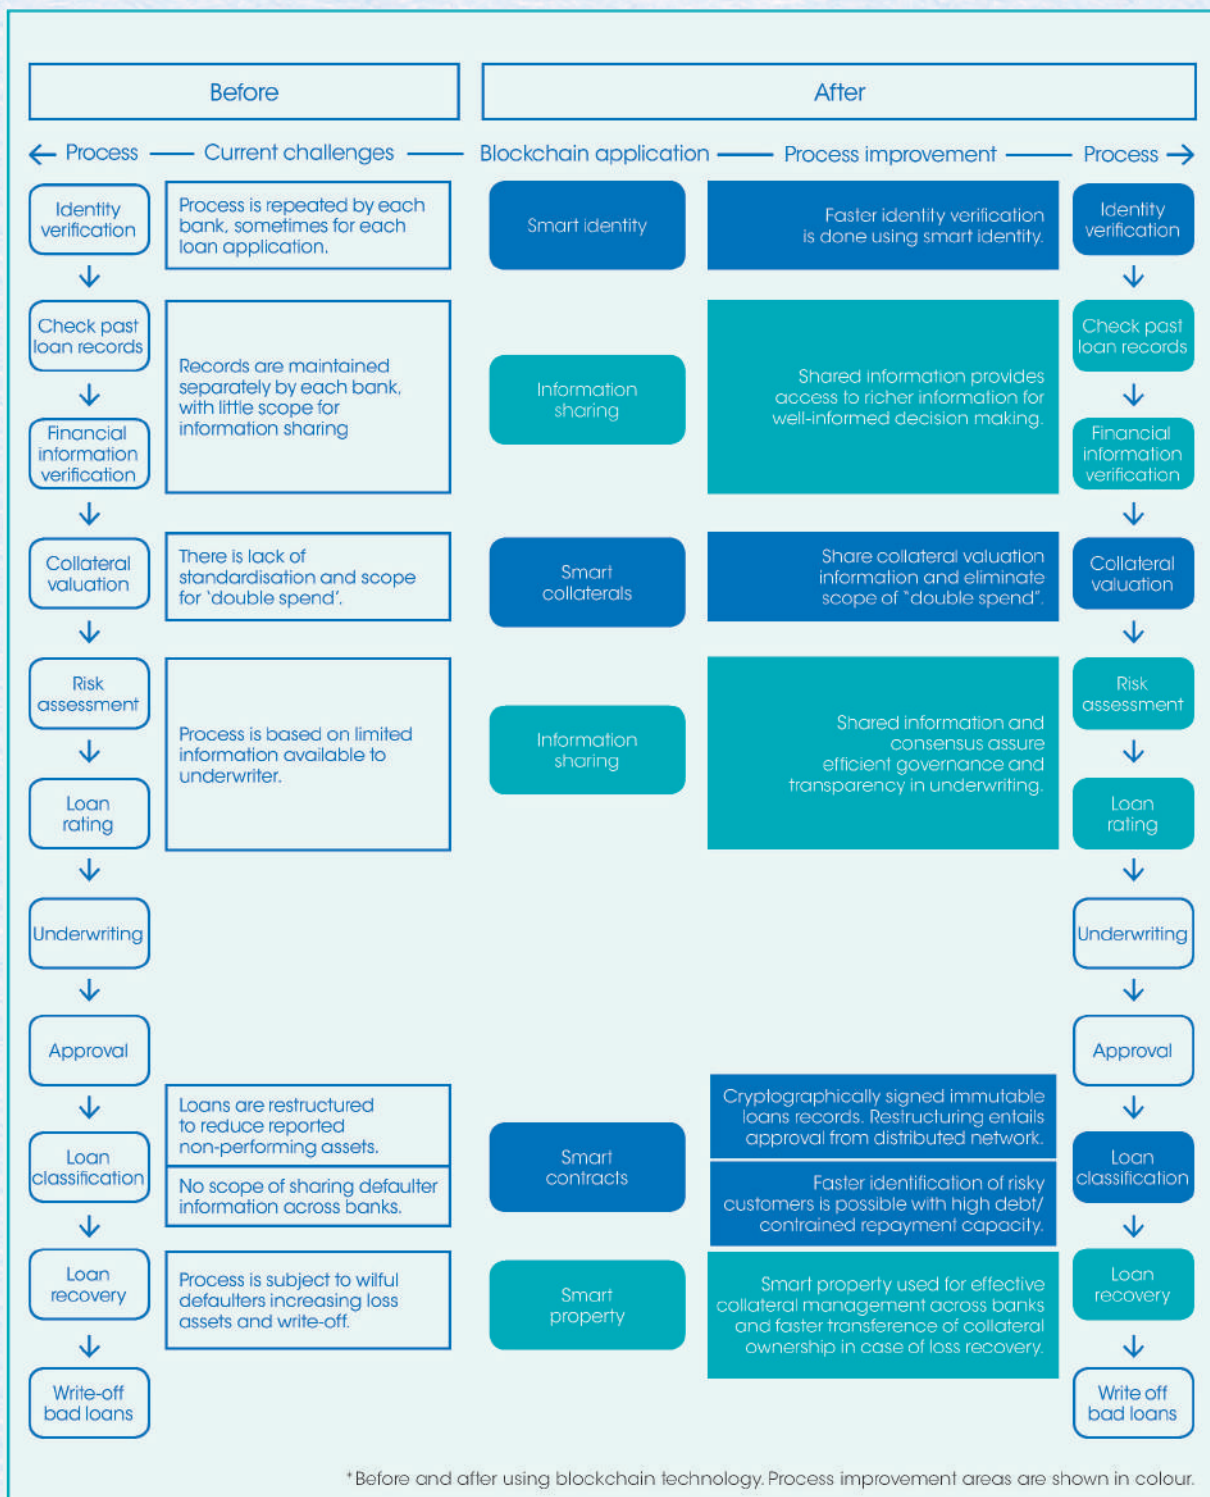 Before
After
Process
Current challenges
Blockchain application
Process improvement
Process
Identity
verification
Process is repeated by each
bank, sometimes for each
loan application.
Smart identity
Faster identity verification
is done using smart identity.
Identity
verification
Check past
loan records
Financial
information
verification
Records are maintained
separately by each bank,
with little scope for
information sharing
Information
sharing
Shared information provides
access to richer information for
well-informed decision making.
Check past
loan records
Financial
information
verification
Collateral
valuation
There is lack of
standardisation and scope
for ‘double spend’.
Smart
collaterals
Share collateral valuation
information and eliminate
scope of “double spend”.
Collateral
valuation
Risk
assessment
Loan
rating
Process is based on limited
information available to
underwriter.
Information
sharing
Shared information and
consensus assure
efficient governance and
transparency in underwriting.
Risk
assessment
Loan
rating
Underwriting
Underwriting
Approval
Approval
Loan
classification
Loans are restructured
to reduce reported
non-performing assets.
No scope of sharing defaulter
information across banks.
Smart
contracts
Cryptographically signed immutable
loans records. Restructuring entails
approval from distributed network.
Faster identification of risky
customers is possible with high debt/
contrained repayment capacity.
Loan
classification
Loan
recovery
Process is subject to wilful
defaulters increasing loss
assets and write-off.
Smart
property
Smart property used for effective
collateral management across banks
and faster transference of collateral
ownership in case of loss recovery.
Loan
recovery
Write-off
bad loans
Write off
bad loans
*Before and after using blockchain technology. Process improvement areas are shown in colour.